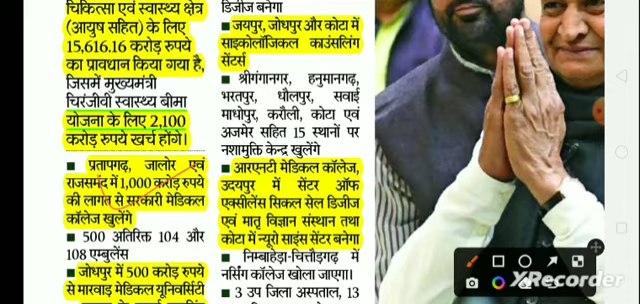 चिकित्सा एवं स्वास्थ्य क्षेत्र
(आयुष सहित) के लिए
15,616.16 करोड़ रुपये
का प्रावधान किया गया है,
जिसमें मुख्यमंत्री
चिरंजीवी स्वास्थ्य बीमा
योजना के लिए 2,100
करोड़ रुपये खर्च होंगे।
■ प्रतापगढ़, जालोर एवं
राजसमंद में 1,000 करोड़ रुपये
की लागत से सरकारी मेडिकल
कॉलेज खुलेंगे
■ 500 अतिरिक्त 104 और
108 एम्बुलेंस
■ जोधपुर में 500 करोड़ रुपये
से मारवाड़ मेडिकल यूनिवर्सिटी
डिजीज बनेगा
■ जयपुर, जोधपुर और कोटा में
साइकोलॉजिकल काउंसलिंग
सेंटर्स
■ श्रीगंगानगर, हनुमानगढ़,
भरतपुर, धौलपुर, सवाई
माधोपुर, करौली, कोटा एवं
अजमेर सहित 15 स्थानों पर
नशामुक्ति केन्द्र खुलेंगे
■ आरएनटी मेडिकल कॉलेज,
उदयपुर में सेंटर ऑफ
एक्सीलेंस सिकल सेल डिजीज
एवं मातृ विज्ञान संस्थान तथा
कोटा में न्यूरो साइंस सेंटर बनेगा
■ निम्बाहेड़ा-चित्तौड़गढ़ में
नर्सिंग कॉलेज खोला जाएगा।
■ 3 उप जिला अस्पताल, 13
XRecorder